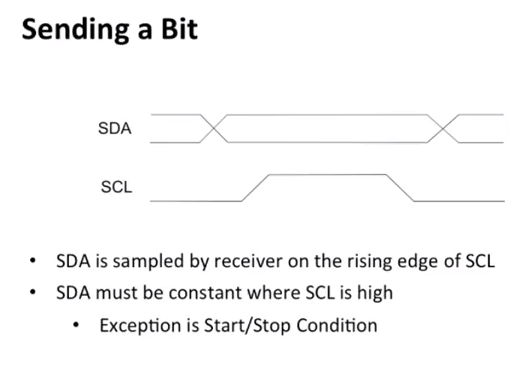 Sending a Bit
SDA
SCL
• SDA is sampled by receiver on the rising edge of SCL
• SDA must be constant where SCL is high
• Exception is Start/Stop Condition